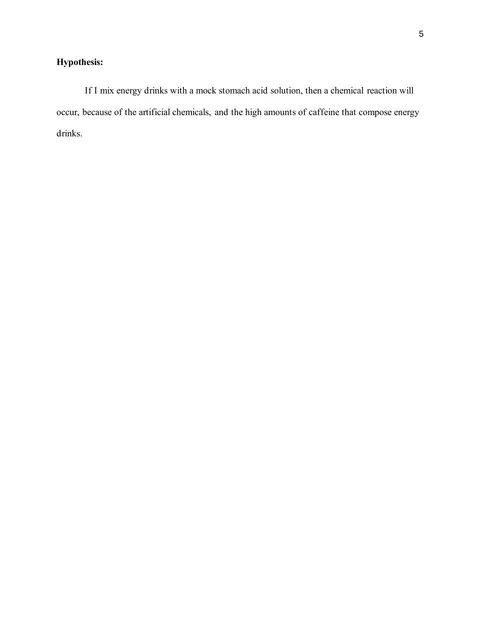 5
Hypothesis:
If I mix energy drinks with a mock stomach acid solution, then a chemical reaction will
occur, because of the artificial chemicals, and the high amounts of caffeine that compose energy
drinks.